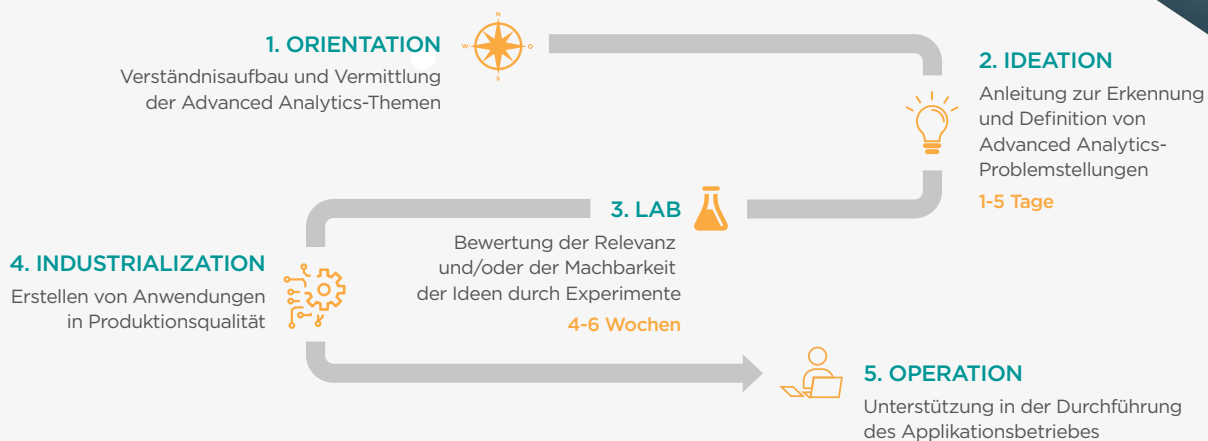 1. ORIENTATION
Verständnisaufbau und Vermittlung
der Advanced Analytics-Themen
N
W
O
S
2. IDEATION
Anleitung zur Erkennung
und Definition von
Advanced Analytics-
Problemstellungen
1-5 Tage
3. LAB
Bewertung der Relevanz
und/oder der Machbarkeit
der Ideen durch Experimente
4-6 Wochen
4. INDUSTRIALIZATION
Erstellen von Anwendungen
in Produktionsqualität
5. OPERATION
Unterstützung in der Durchführung
des Applikationsbetriebes